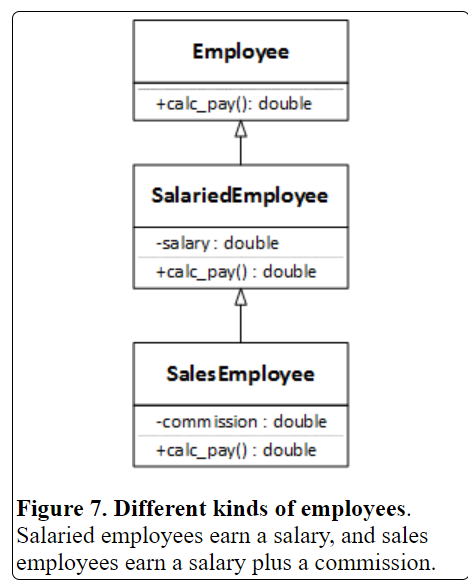 Employee
+calc_pay(): double
SalariedEmployee
-salary : double
+calc_pay() : double
SalesEmployee
-commission : double
+calc_pay() : double
Figure 7. Different kinds of employees.
Salaried employees earn a salary, and sales
employees earn a salary plus a commission.